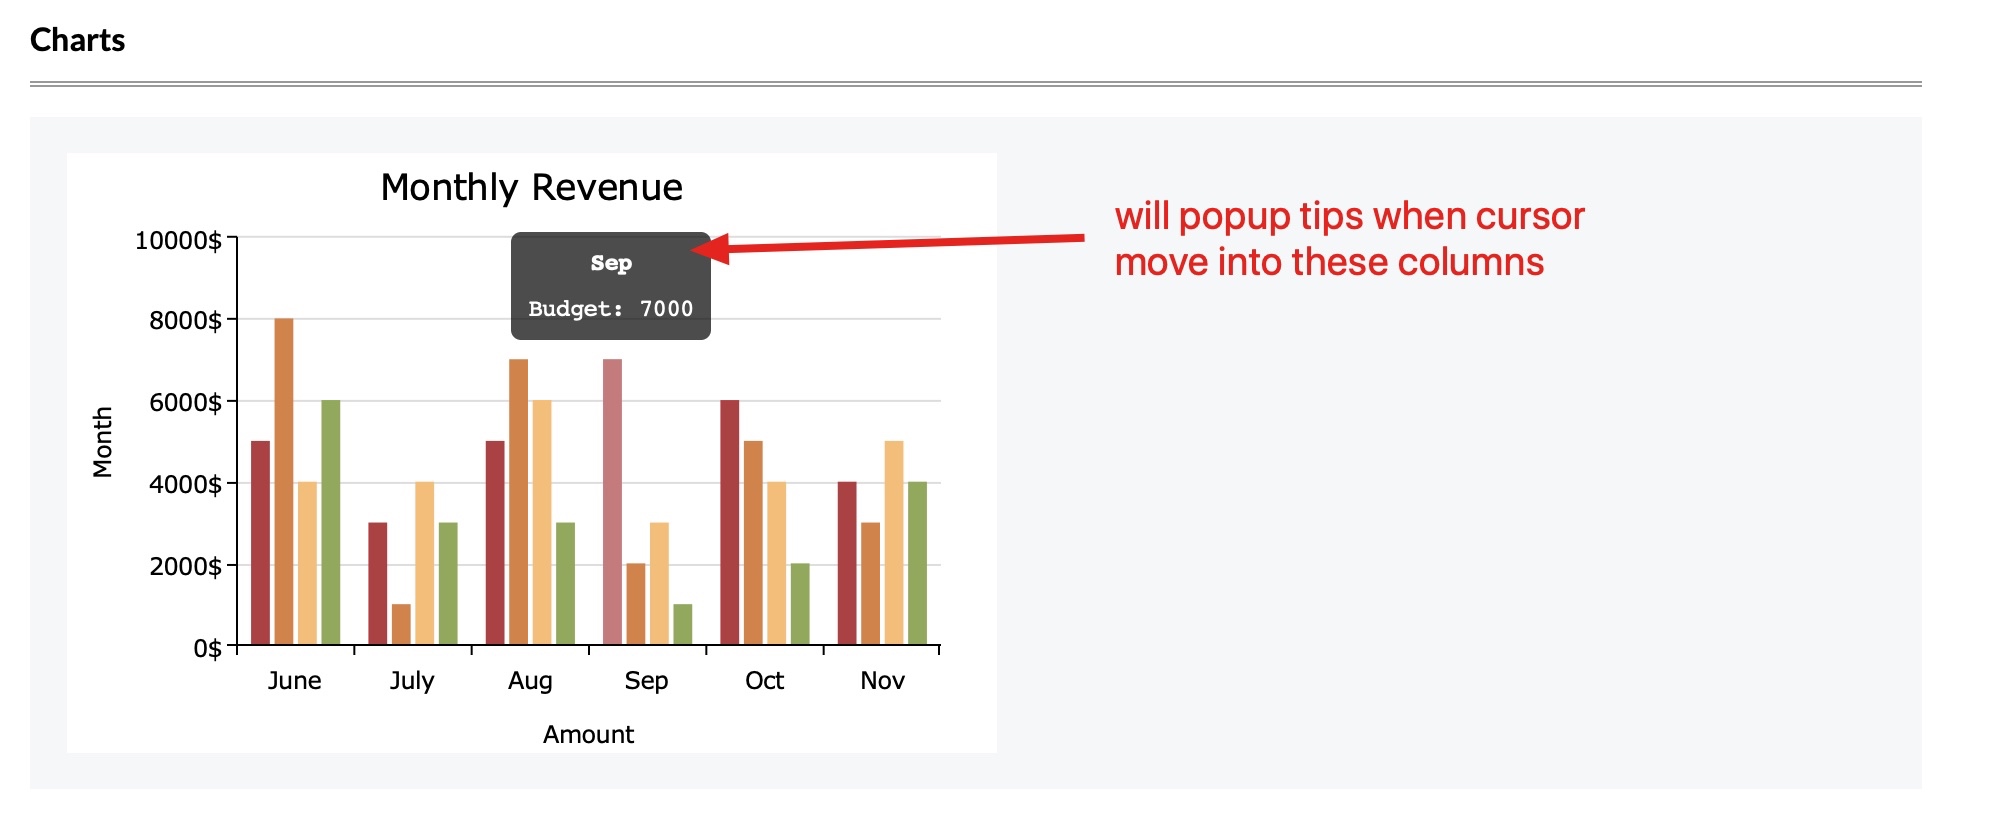 Charts
Monthly Revenue
will popup tips when cursor
move into these columns
Sep
Budget: 7000
10000$
8000$
6000$
4000$
2000$
0$
Month
June July Aug Sep Oct Nov
Amount